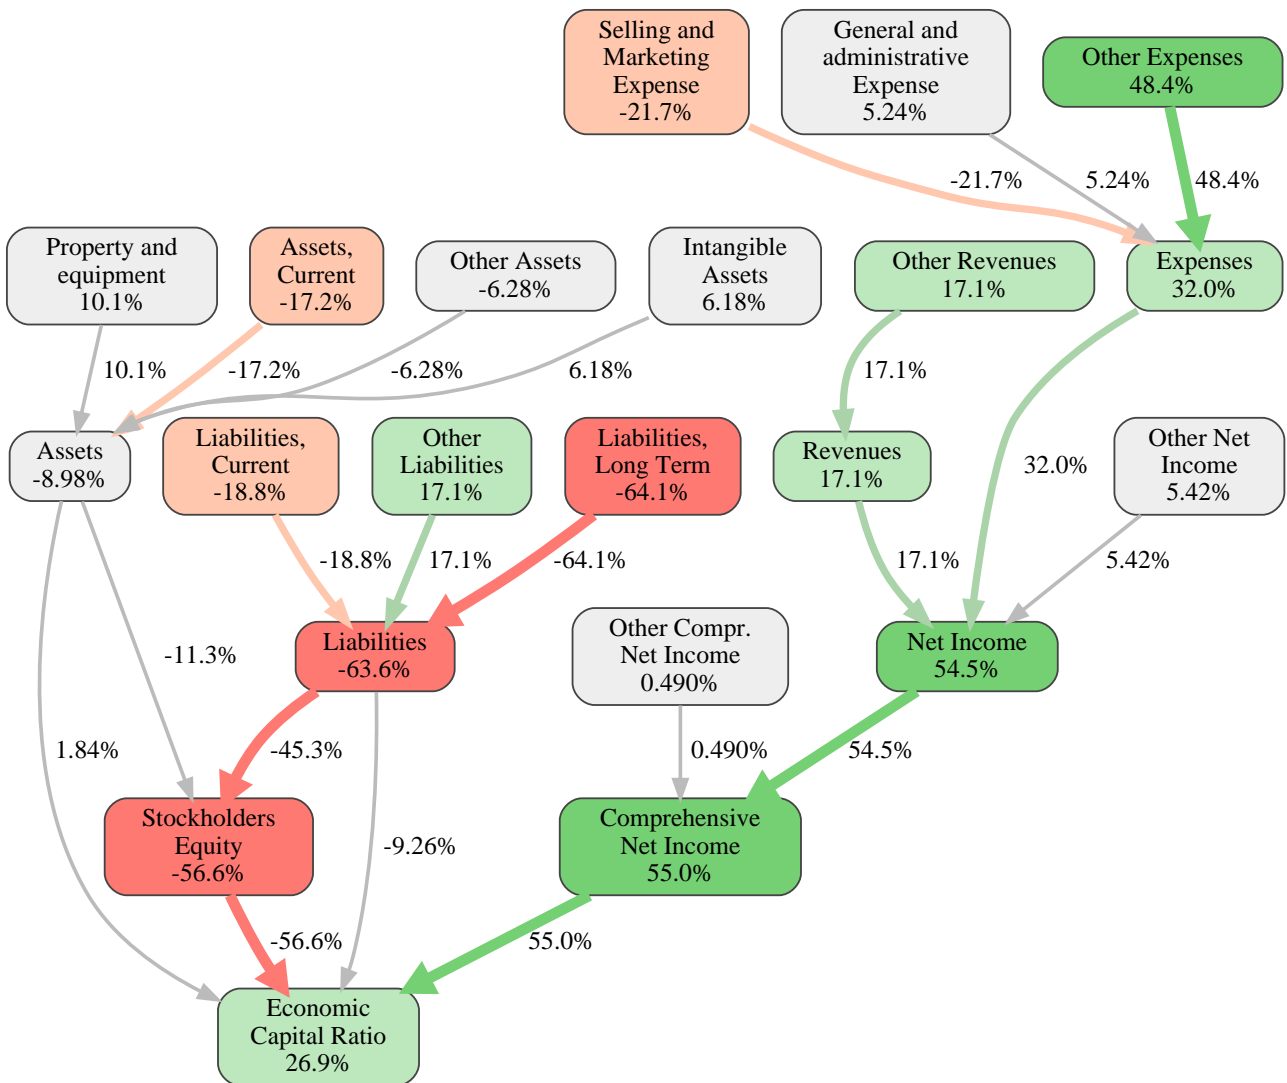 Selling and
Marketing
Expense
-21.7%
General and
administrative
Expense
5.24%
Other Expenses
48.4%
-21.7%
5.24%
48.4%
Property and
equipment
10.1%
Assets,
Current
-17.2%
Other Assets
-6.28%
Intangible
Assets
6.18%
Other Revenues
17.1%
Expenses
32.0%
10.1%
-17.2%
-6.28%
6.18%
17.1%
32.0%
Assets
-8.98%
Liabilities,
Current
-18.8%
Other
Liabilities
17.1%
Liabilities,
Long Term
-64.1%
Revenues
17.1%
Other Net
Income
5.42%
-18.8%
17.1%
-64.1%
17.1%
5.42%
-11.3%
Liabilities
-63.6%
Other Compr.
Net Income
0.490%
Net Income
54.5%
1.84%
-45.3%
0.490%
54.5%
Stockholders
Equity
-56.6%
-9.26%
Comprehensive
Net Income
55.0%
-56.6%
55.0%
Economic
Capital Ratio
26.9%